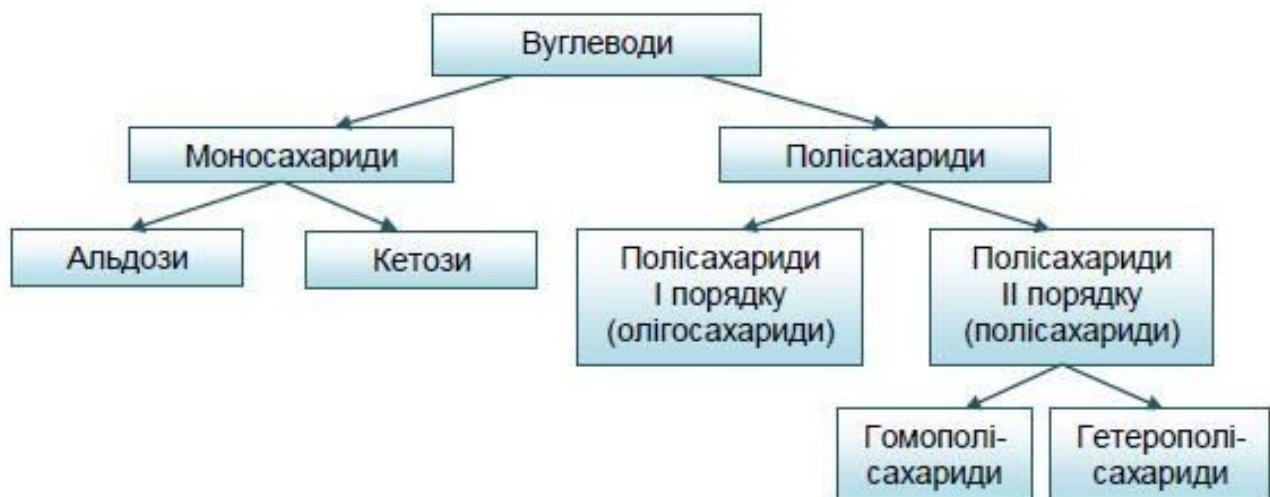 Вуглеводи
Моносахариди
Полісахариди
Альдози
Кетози
Полісахариди
І порядку
(олігосахариди)
Полісахариди
ІІ порядку
(полісахариди)
Гомополі-
сахариди
Гетерополі-
сахариди